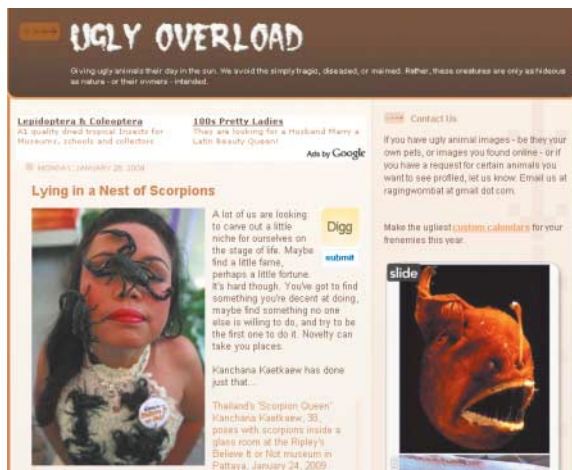 UGLY OVERLOAD
Giving ugly animals their day in the sun. We avoid the simply tragic, diseased, or maimed. Rather, these creatures are only as hideous
as nature - or their owners - intended.
Lepidoptera & Coleoptera
A1 quality dried tropical Insects for
Museums, schools and collectors
100s Pretty Ladies
They are looking for a Husband Marry a
Latin Beauty Queen!
Ads by Google
MONDAY, JANUARY 26, 2009
Lying in a Nest of Scorpions
A lot of us are looking
to carve out a little
niche for ourselves on
the stage of life. Maybe
find a little fame,
perhaps a little fortune.
It's hard though. You've got to find
something you're decent at doing,
maybe find something no one
else is willing to do, and try to be
the first one to do it. Novelty can
take you places.
Kanchana Kaetkaew has done
just that...
Thailand's 'Scorpion Queen'
Kanchana Kaetkaew, 39,
poses with scorpions inside a
glass room at the Ripley's
Believe It or Not museum in
Pattaya, January 24, 2009
Digg
submit
Contact Us
If you have ugly animal images - be they your
own pets, or images you found online - or if
you have a request for certain animals you
want to see profiled, let us know. Email us at
ragingwombat at gmail dot com.
Make the ugliest custom calendars for your
frenemies this year.
slide